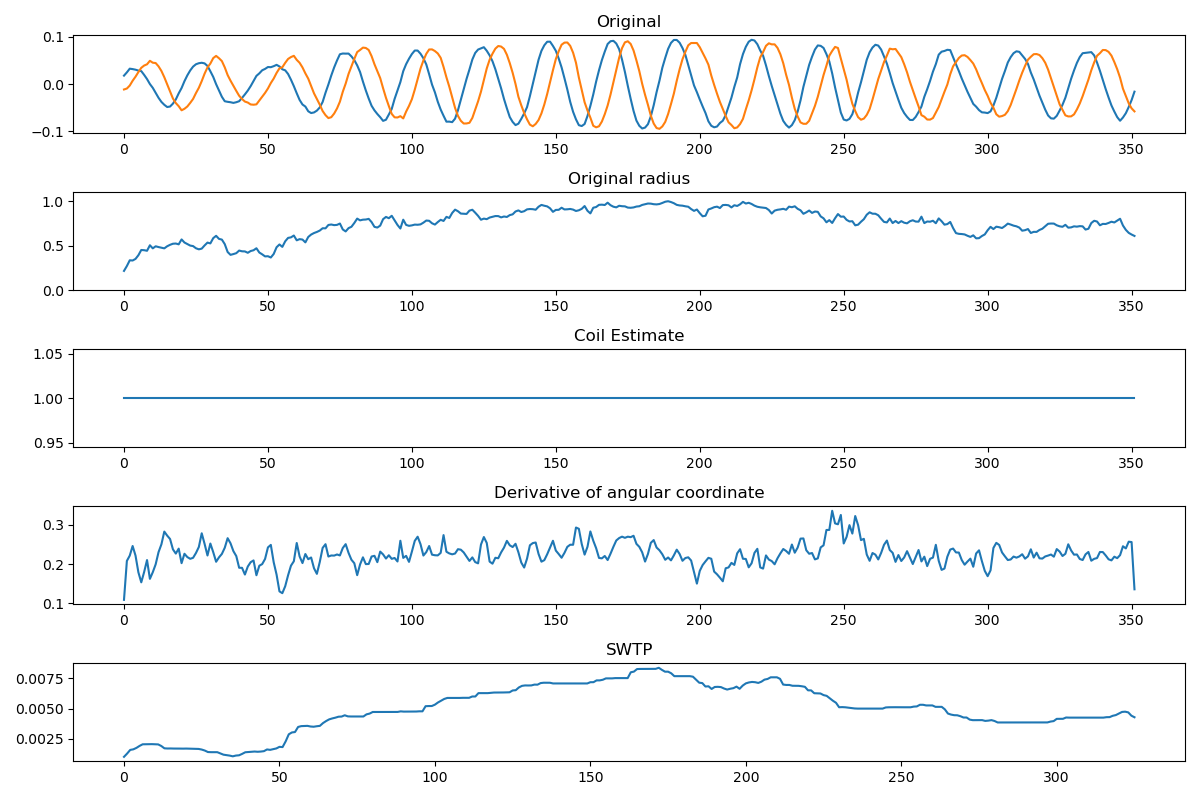 Original
0.1
0.0
−0.1
0 50 100 150 200 250 300 350
Original radius
1.0
0.5
0.0
0 50 100 150 200 250 300 350
Coil Estimate
1.05
1.00
0.95
0 50 100 150 200 250 300 350
Derivative of angular coordinate
0.3
0.2
0.1
0 50 100 150 200 250 300 350
SWTP
0.0075
0.0050
0.0025
0 50 100 150 200 250 300